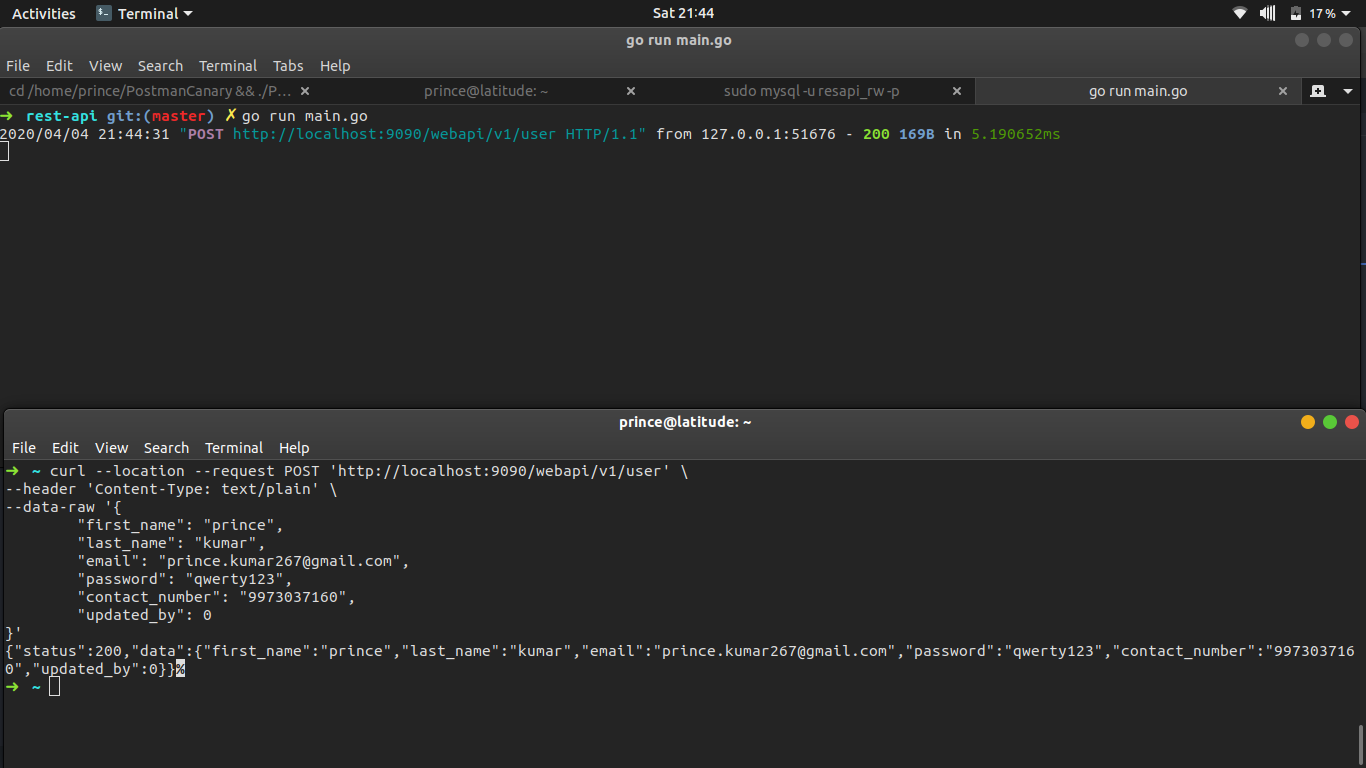 Activities Terminal Sat 21:44 17%
go run main.go
File Edit View Search Terminal Tabs Help
cd /home/prince/PostmanCanary && ./P… × prince@latitude: ~ × sudo mysql -u resapi_rw -p × go run main.go ×
➜ rest-api git:(master) ✗ go run main.go
2020/04/04 21:44:31 "POST http://localhost:9090/webapi/v1/user HTTP/1.1" from 127.0.0.1:51676 - 200 169B in 5.190652ms
prince@latitude: ~
File Edit View Search Terminal Help
➜ ~ curl --location --request POST 'http://localhost:9090/webapi/v1/user' \
--header 'Content-Type: text/plain' \
--data-raw '{
        "first_name": "prince",
        "last_name": "kumar",
        "email": "prince.kumar267@gmail.com",
        "password": "qwerty123",
        "contact_number": "9973037160",
        "updated_by": 0
}'
{"status":200,"data":{"first_name":"prince","last_name":"kumar","email":"prince.kumar267@gmail.com","password":"qwerty123","contact_number":"997303716
0","updated_by":0}}%
➜ ~